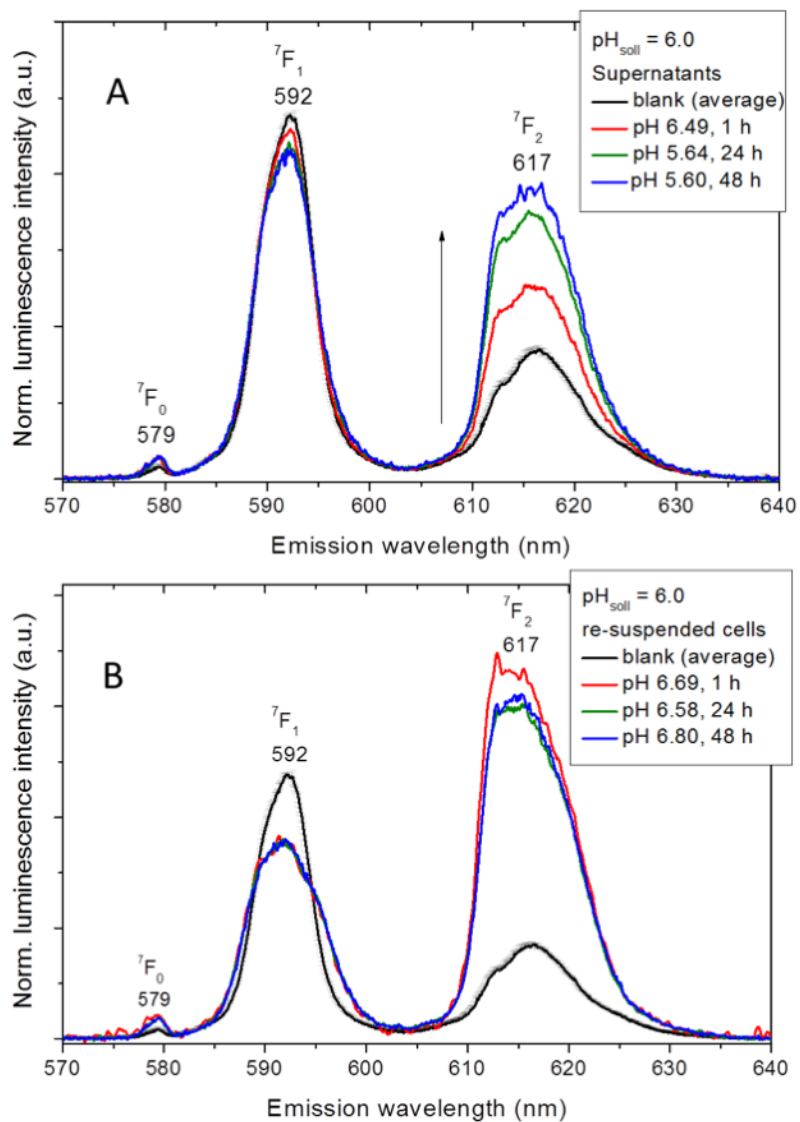 A
⁷F₁
592
⁷F₂
617
⁷F₀
579
pHsoll = 6.0
Supernatants
blank (average)
pH 6.49, 1 h
pH 5.64, 24 h
pH 5.60, 48 h
Norm. luminescence intensity (a.u.)
570 580 590 600 610 620 630 640
Emission wavelength (nm)
B
⁷F₁
592
⁷F₂
617
⁷F₀
579
pHsoll = 6.0
re-suspended cells
blank (average)
pH 6.69, 1 h
pH 6.58, 24 h
pH 6.80, 48 h
Norm. luminescence intensity (a.u.)
570 580 590 600 610 620 630 640
Emission wavelength (nm)